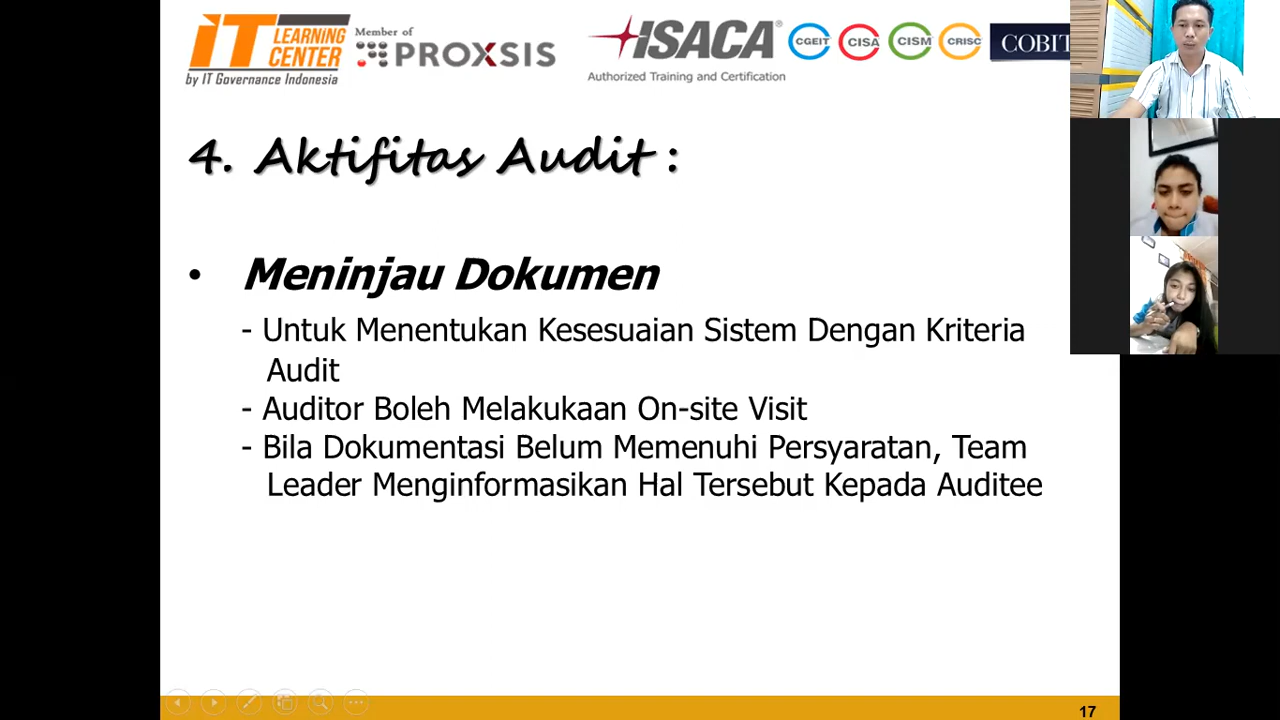 iT LEARNING CENTER
by IT Governance Indonesia
Member of
PROXSIS
ISACA®
Authorized Training and Certification
CGEIT CISA CISM CRISC COBIT
4. Aktifitas Audit :
• Meninjau Dokumen
- Untuk Menentukan Kesesuaian Sistem Dengan Kriteria
Audit
- Auditor Boleh Melakukaan On-site Visit
- Bila Dokumentasi Belum Memenuhi Persyaratan, Team
Leader Menginformasikan Hal Tersebut Kepada Auditee
17